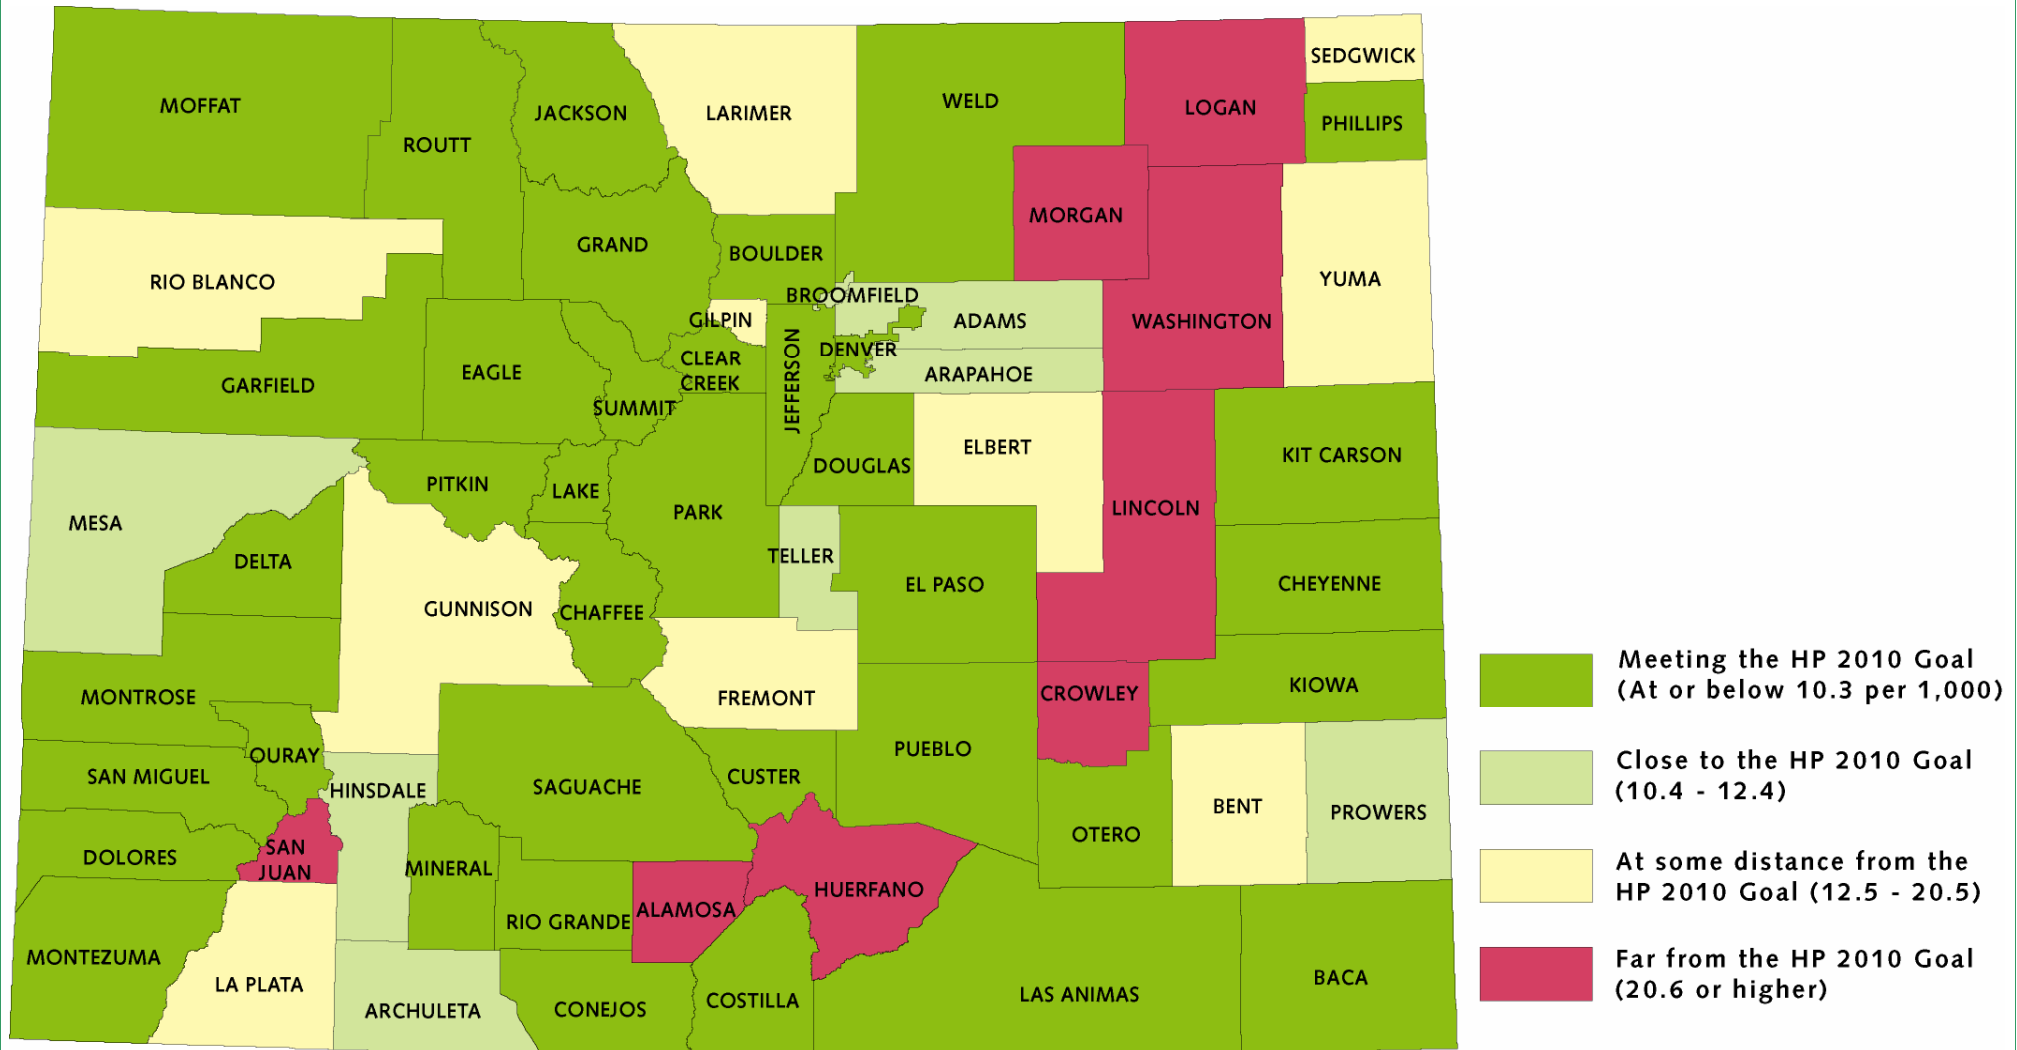 SEDGWICK
MOFFAT
JACKSON
LARIMER
WELD
LOGAN
PHILLIPS
ROUTT
MORGAN
GRAND
BOULDER
RIO BLANCO
YUMA
BROOMFIELD
GILPIN
ADAMS
WASHINGTON
DENVER
CLEAR
CREEK
JEFFERSON
EAGLE
ARAPAHOE
GARFIELD
SUMMIT
ELBERT
KIT CARSON
DOUGLAS
PITKIN
LAKE
PARK
LINCOLN
MESA
TELLER
DELTA
EL PASO
CHEYENNE
GUNNISON
CHAFFEE
MONTROSE
FREMONT
CROWLEY
KIOWA
OURAY
PUEBLO
SAN MIGUEL
HINSDALE
SAGUACHE
CUSTER
BENT
PROWERS
OTERO
SAN
JUAN
DOLORES
MINERAL
HUERFANO
ALAMOSA
RIO GRANDE
MONTEZUMA
LA PLATA
ARCHULETA
CONEJOS
COSTILLA
LAS ANIMAS
BACA
Meeting the HP 2010 Goal
(At or below 10.3 per 1,000)
Close to the HP 2010 Goal
(10.4 - 12.4)
At some distance from the
HP 2010 Goal (12.5 - 20.5)
Far from the HP 2010 Goal
(20.6 or higher)